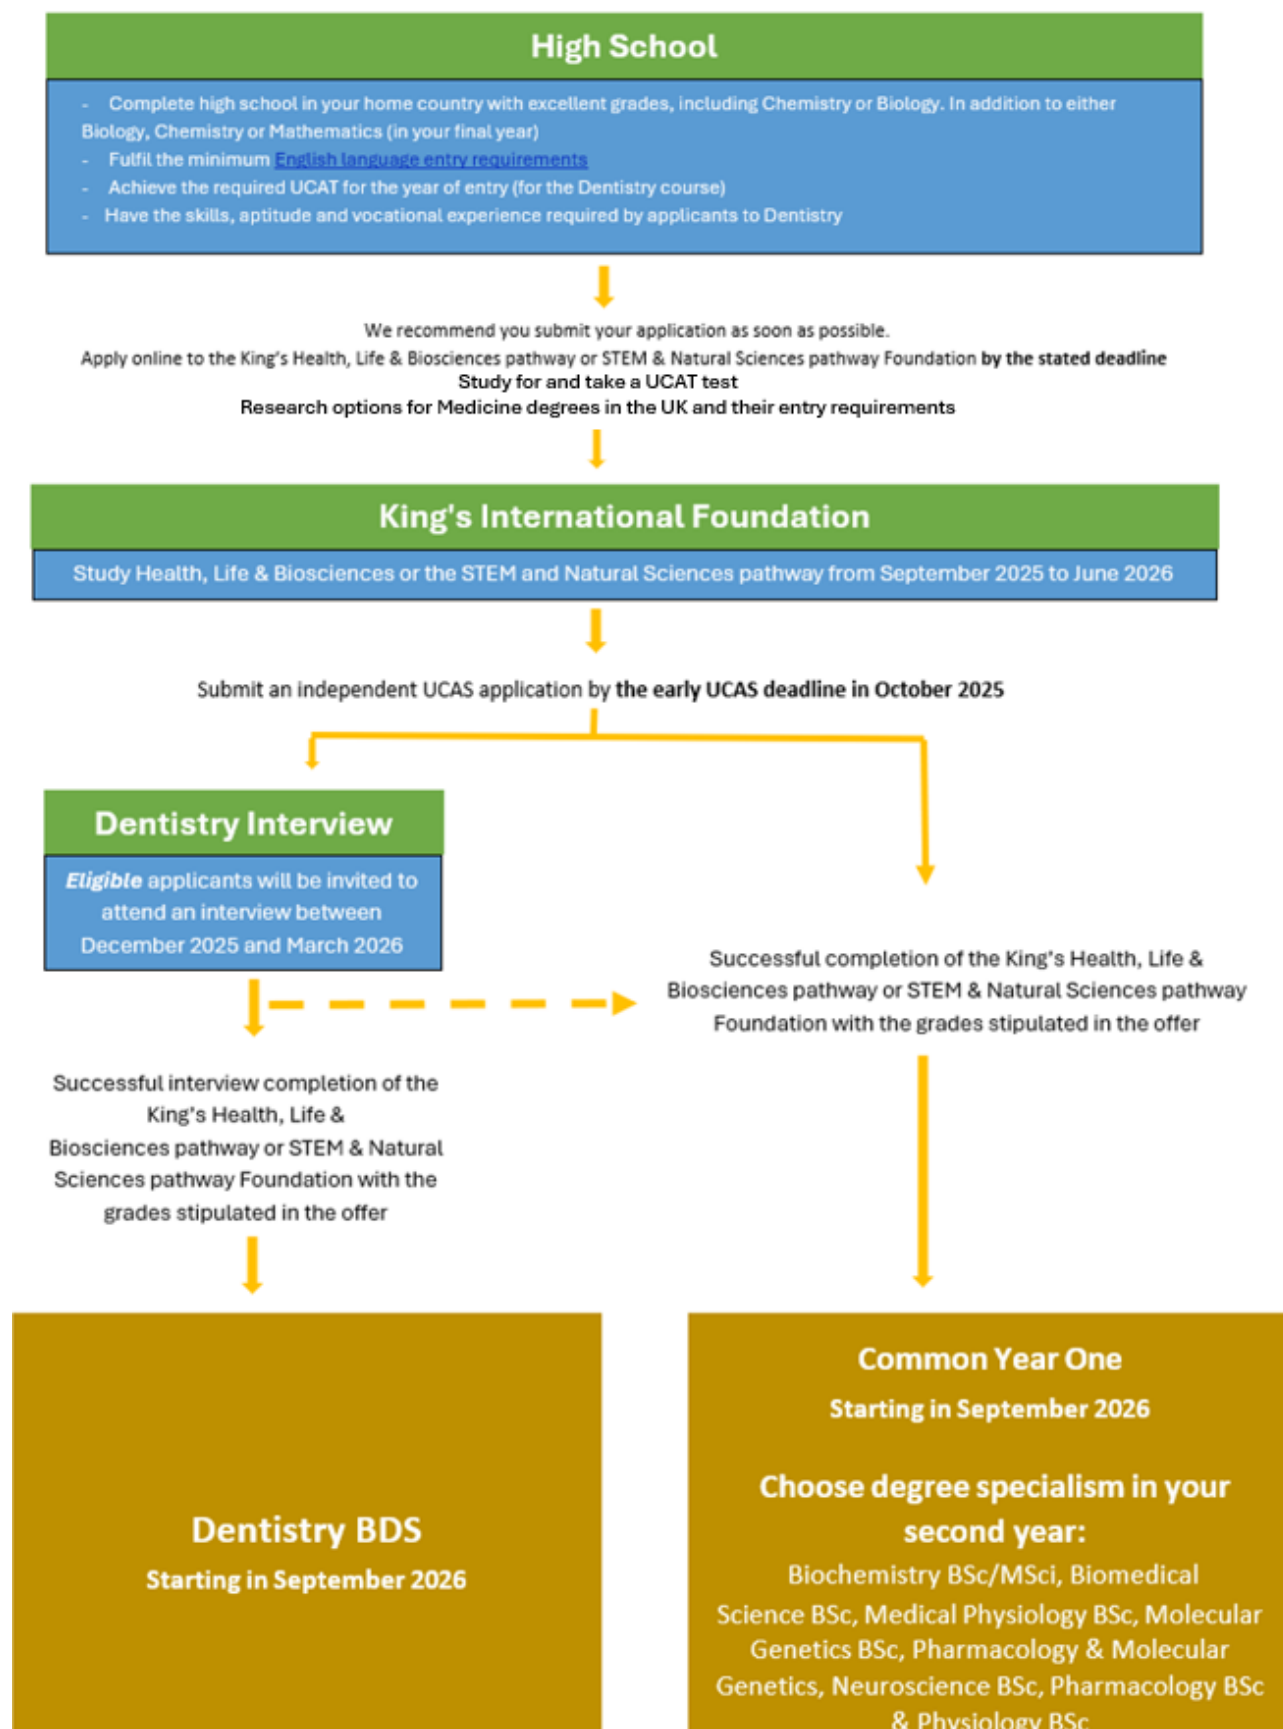 High School
- Complete high school in your home country with excellent grades, including Chemistry or Biology. In addition to either
Biology, Chemistry or Mathematics (in your final year)
- Fulfil the minimum English language entry requirements
- Achieve the required UCAT for the year of entry (for the Dentistry course)
- Have the skills, aptitude and vocational experience required by applicants to Dentistry
We recommend you submit your application as soon as possible.
Apply online to the King's Health, Life & Biosciences pathway or STEM & Natural Sciences pathway Foundation by the stated deadline
Study for and take a UCAT test
Research options for Medicine degrees in the UK and their entry requirements
King's International Foundation
Study Health, Life & Biosciences or the STEM and Natural Sciences pathway from September 2025 to June 2026
Submit an independent UCAS application by the early UCAS deadline in October 2025
Dentistry Interview
Eligible applicants will be invited to
attend an interview between
December 2025 and March 2026
Successful completion of the King's Health, Life &
Biosciences pathway or STEM & Natural Sciences pathway
Foundation with the grades stipulated in the offer
Successful interview completion of the
King's Health, Life &
Biosciences pathway or STEM & Natural
Sciences pathway Foundation with the
grades stipulated in the offer
Dentistry BDS
Starting in September 2026
Common Year One
Starting in September 2026
Choose degree specialism in your
second year:
Biochemistry BSc/MSci, Biomedical
Science BSc, Medical Physiology BSc, Molecular
Genetics BSc, Pharmacology & Molecular
Genetics, Neuroscience BSc, Pharmacology BSc
& Physiology BSc